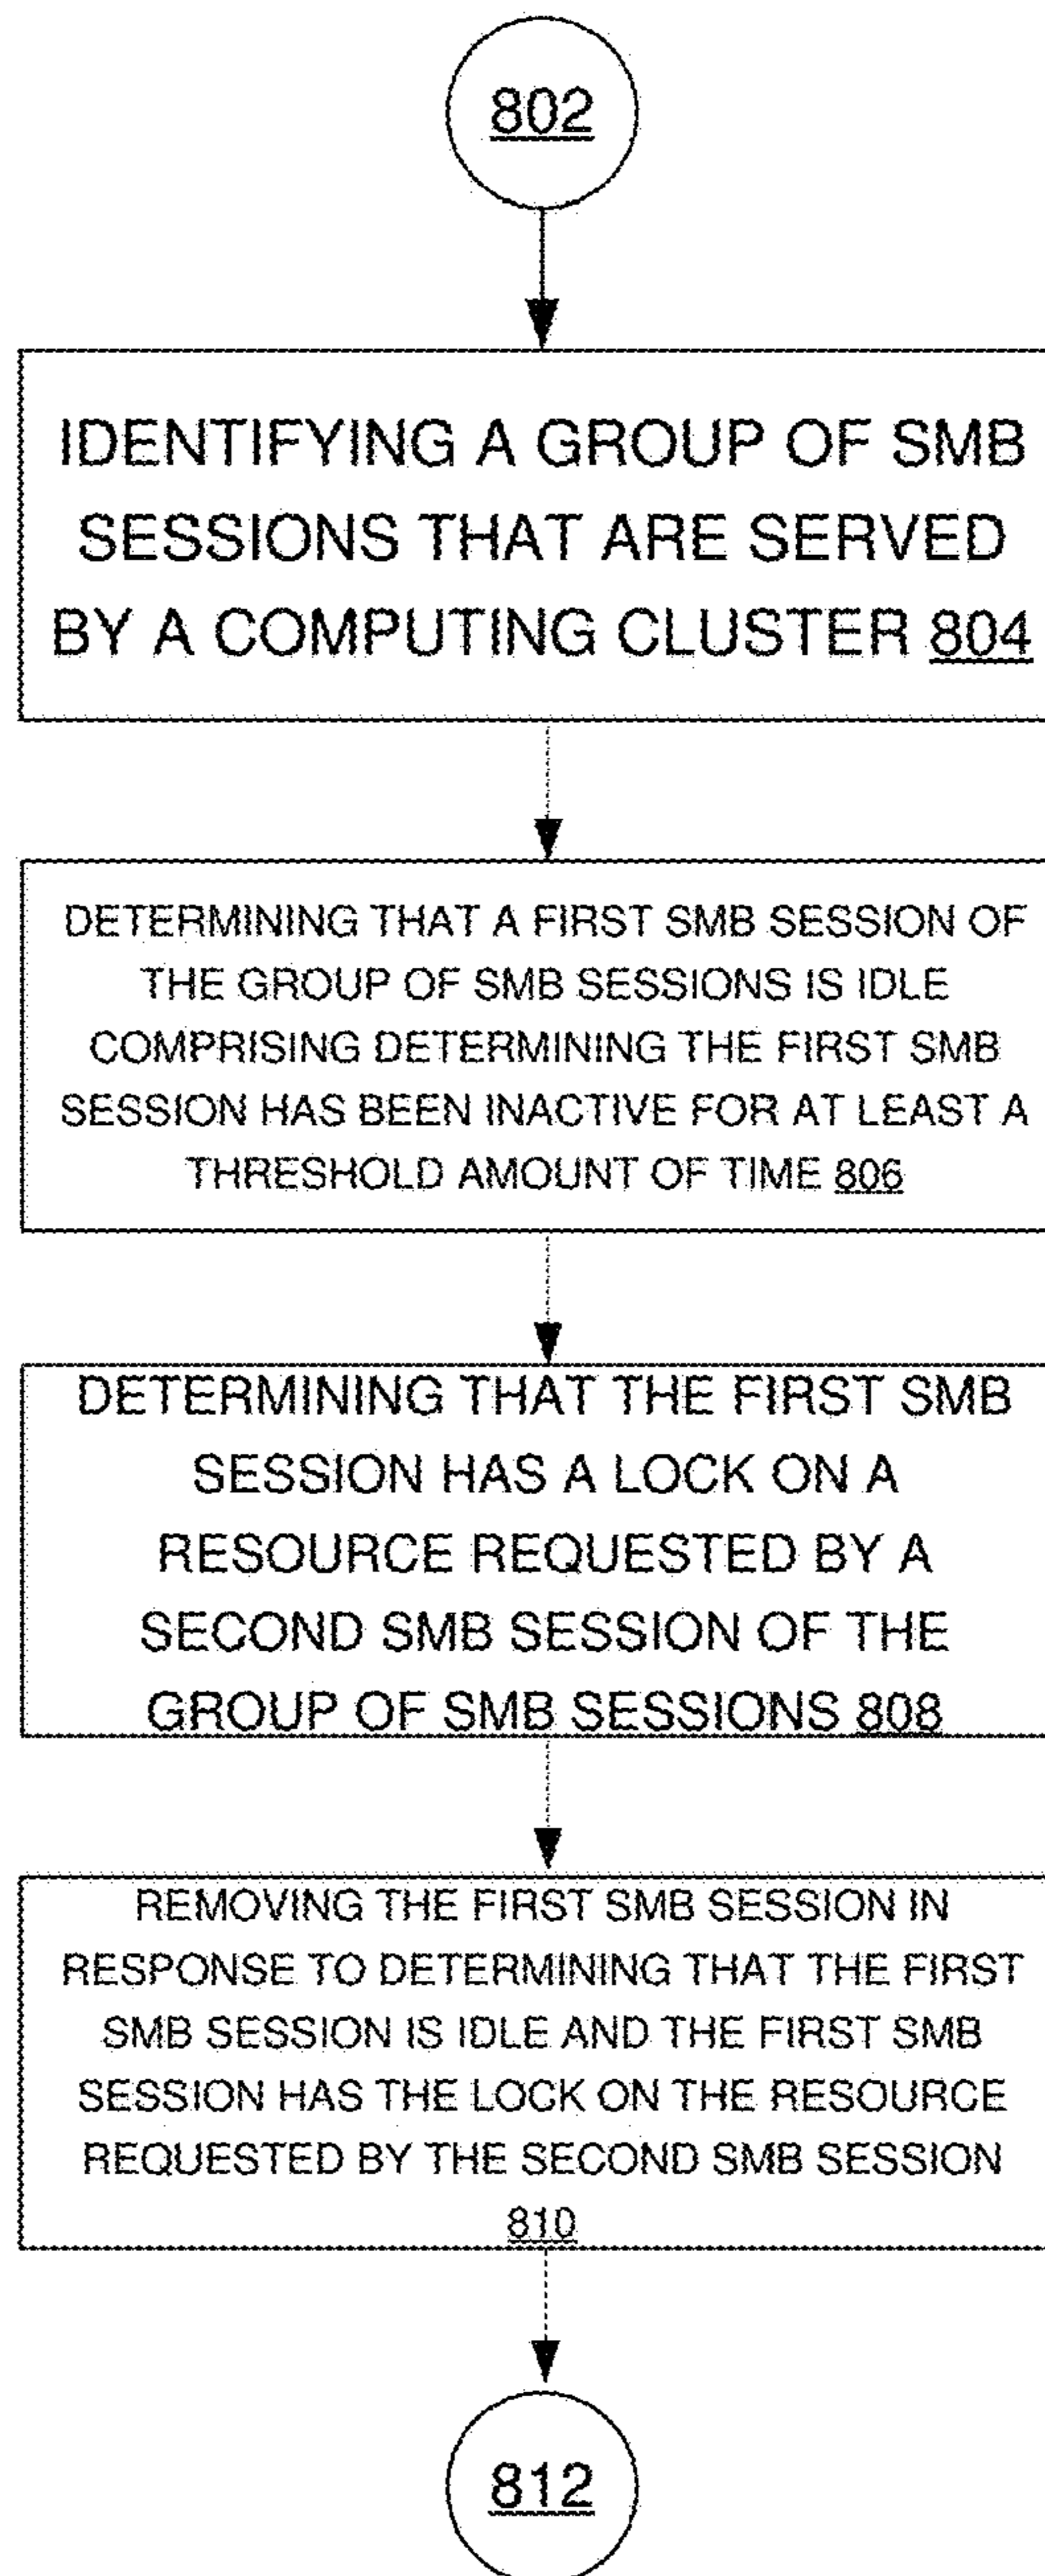 802
IDENTIFYING A GROUP OF SMB
SESSIONS THAT ARE SERVED
BY A COMPUTING CLUSTER 804
DETERMINING THAT A FIRST SMB SESSION OF
THE GROUP OF SMB SESSIONS IS IDLE
COMPRISING DETERMINING THE FIRST SMB
SESSION HAS BEEN INACTIVE FOR AT LEAST A
THRESHOLD AMOUNT OF TIME 806
DETERMINING THAT THE FIRST SMB
SESSION HAS A LOCK ON A
RESOURCE REQUESTED BY A
SECOND SMB SESSION OF THE
GROUP OF SMB SESSIONS 808
REMOVING THE FIRST SMB SESSION IN
RESPONSE TO DETERMINING THAT THE FIRST
SMB SESSION IS IDLE AND THE FIRST SMB
SESSION HAS THE LOCK ON THE RESOURCE
REQUESTED BY THE SECOND SMB SESSION
810
812